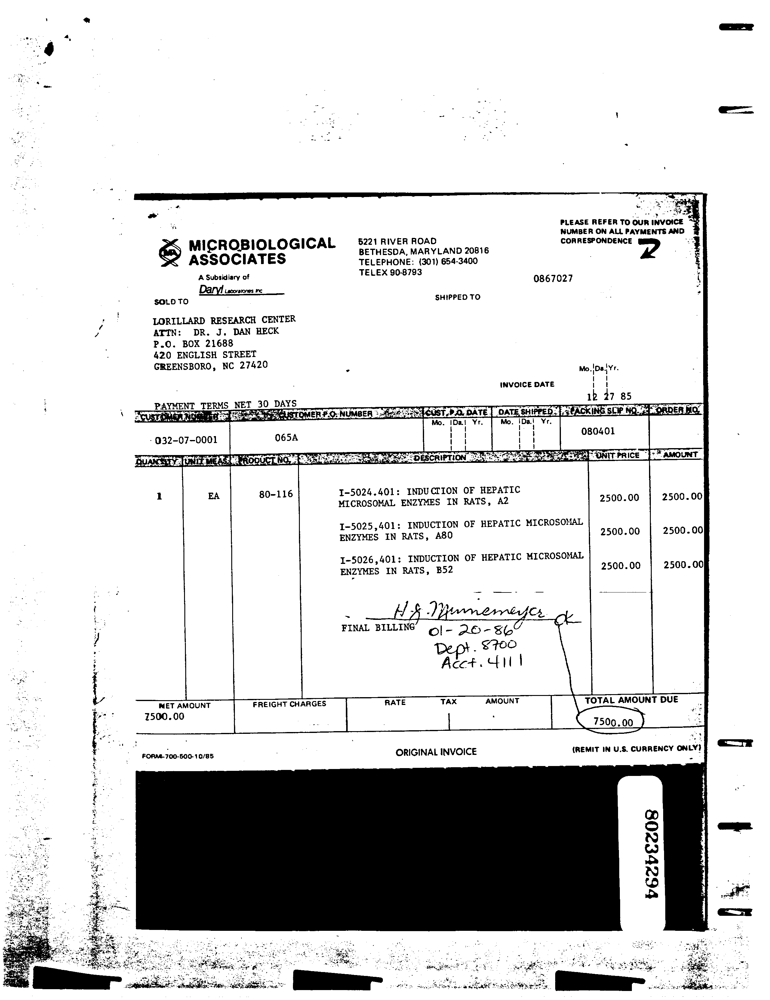 PLEASE REFER TO OUR INVOICE
NUMBER ON ALL PAYMENTS AND
CORRESPONDENCE
MICROBIOLOGICAL
ASSOCIATES
A Subsidiary of
Daryl Laboratories Inc
5221 RIVER ROAD
BETHESDA, MARYLAND 20816
TELEPHONE: (301) 654-3400
TELEX 90-8793
0867027
SOLD TO
SHIPPED TO
LORILLARD RESEARCH CENTER
ATTN: DR. J. DAN HECK
P.O. BOX 21688
420 ENGLISH STREET
GREENSBORO, NC 27420
Mo. Da. Yr.
INVOICE DATE
12 27 85
PAYMENT TERMS NET 30 DAYS
CUSTOMER NUMBER CUSTOMER P.O. NUMBER CUST. P.O. DATE DATE SHIPPED PACKING SLIP NO. ORDER NO.
Mo. Da. Yr. Mo. Da. Yr.
032-07-0001 065A 080401
QUANTITY UNIT MEAS. PRODUCT NO. DESCRIPTION UNIT PRICE AMOUNT
1 EA 80-116 I-5024.401: INDUCTION OF HEPATIC
MICROSOMAL ENZYMES IN RATS, A2 2500.00 2500.00
I-5025,401: INDUCTION OF HEPATIC MICROSOMAL
ENZYMES IN RATS, A80 2500.00 2500.00
I-5026,401: INDUCTION OF HEPATIC MICROSOMAL
ENZYMES IN RATS, B52 2500.00 2500.00
H. J. Minnemeyer ok
FINAL BILLING 01-20-86
Dept. 8700
Acct. 4111
NET AMOUNT FREIGHT CHARGES RATE TAX AMOUNT TOTAL AMOUNT DUE
7500.00 7500.00
FORM-700-500-10/85 ORIGINAL INVOICE (REMIT IN U.S. CURRENCY ONLY)
80234294